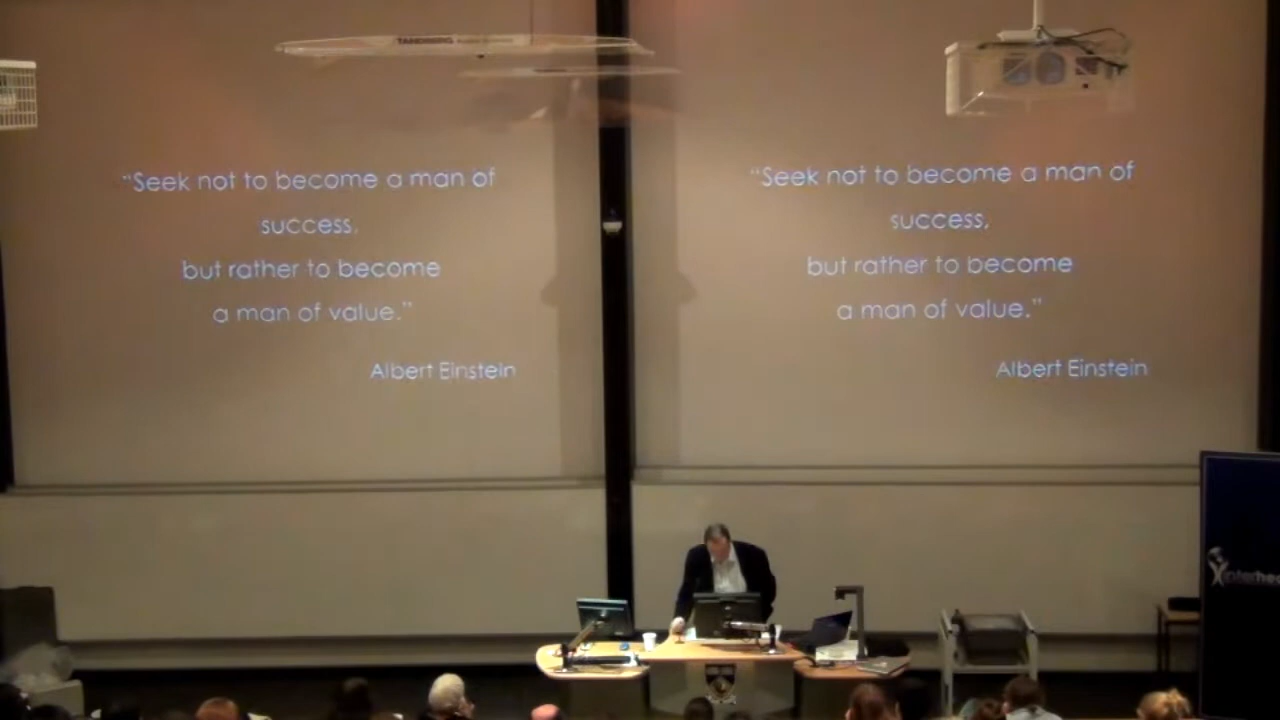 TANDBERG
“Seek not to become a man of
success,
but rather to become
a man of value.”
Albert Einstein
“Seek not to become a man of
success,
but rather to become
a man of value.”
Albert Einstein